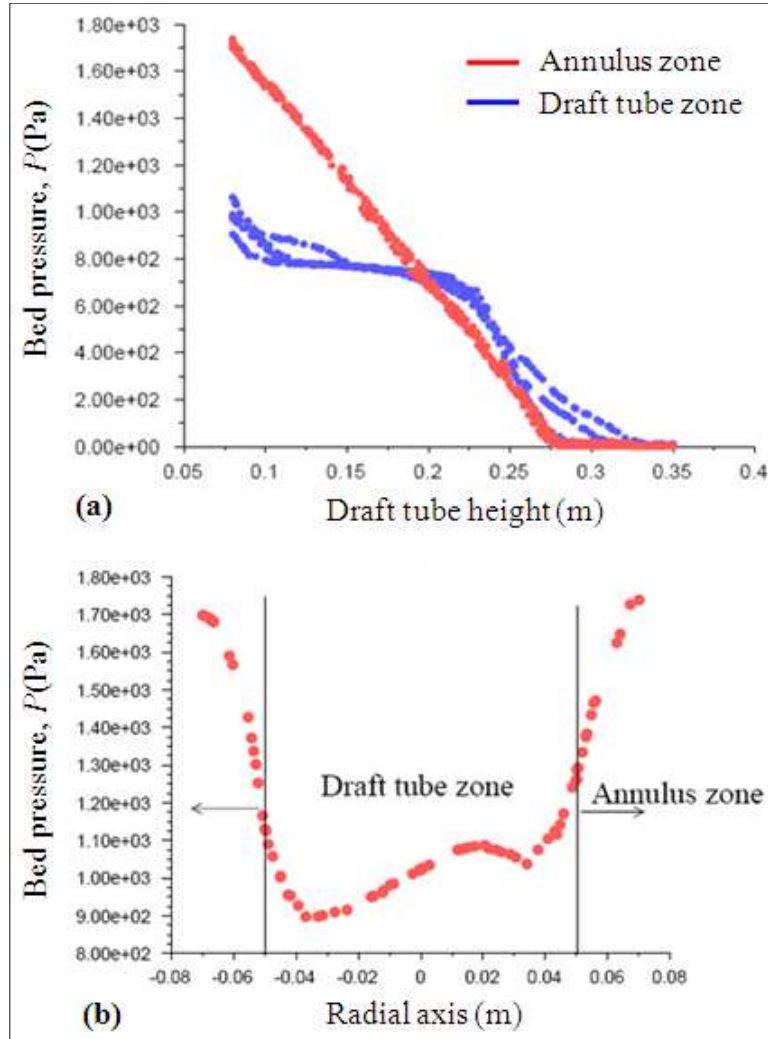 1.80e+03
1.60e+03
1.40e+03
1.20e+03
1.00e+03
8.00e+02
6.00e+02
4.00e+02
2.00e+02
0.00e+00
Bed pressure, P(Pa)
Annulus zone
Draft tube zone
0.05 0.1 0.15 0.2 0.25 0.3 0.35 0.4
(a) Draft tube height (m)
1.80e+03
1.70e+03
1.60e+03
1.50e+03
1.40e+03
1.30e+03
1.20e+03
1.10e+03
1.00e+03
9.00e+02
8.00e+02
Bed pressure, P(Pa)
Draft tube zone
Annulus zone
-0.08 -0.06 -0.04 -0.02 0 0.02 0.04 0.06 0.08
(b) Radial axis (m)